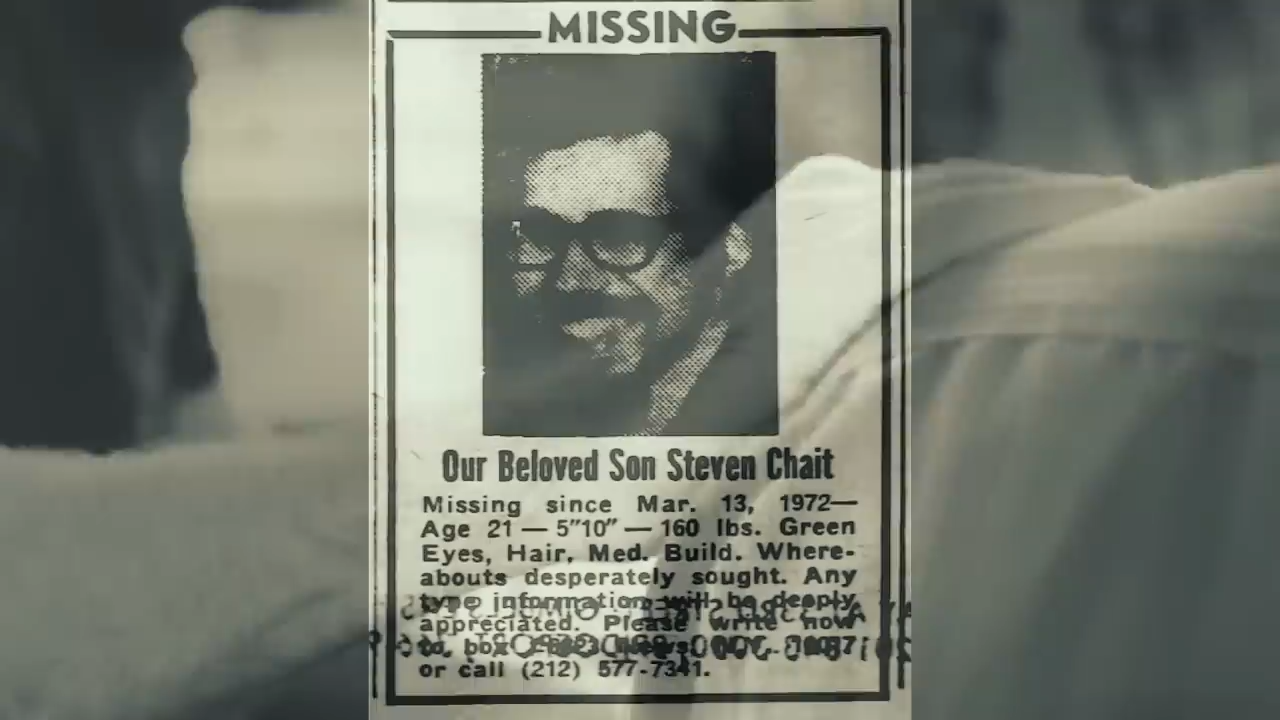 MISSING
Our Beloved Son Steven Chait
Missing since Mar. 13, 1972—
Age 21 — 5"10" — 160 lbs. Green
Eyes, Hair, Med. Build. Where-
abouts desperately sought. Any
type information will be deeply
appreciated. Please write now
to box
or call (212) 577-7341.